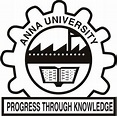 ANNA UNIVERSITY
PROGRESS THROUGH KNOWLEDGE